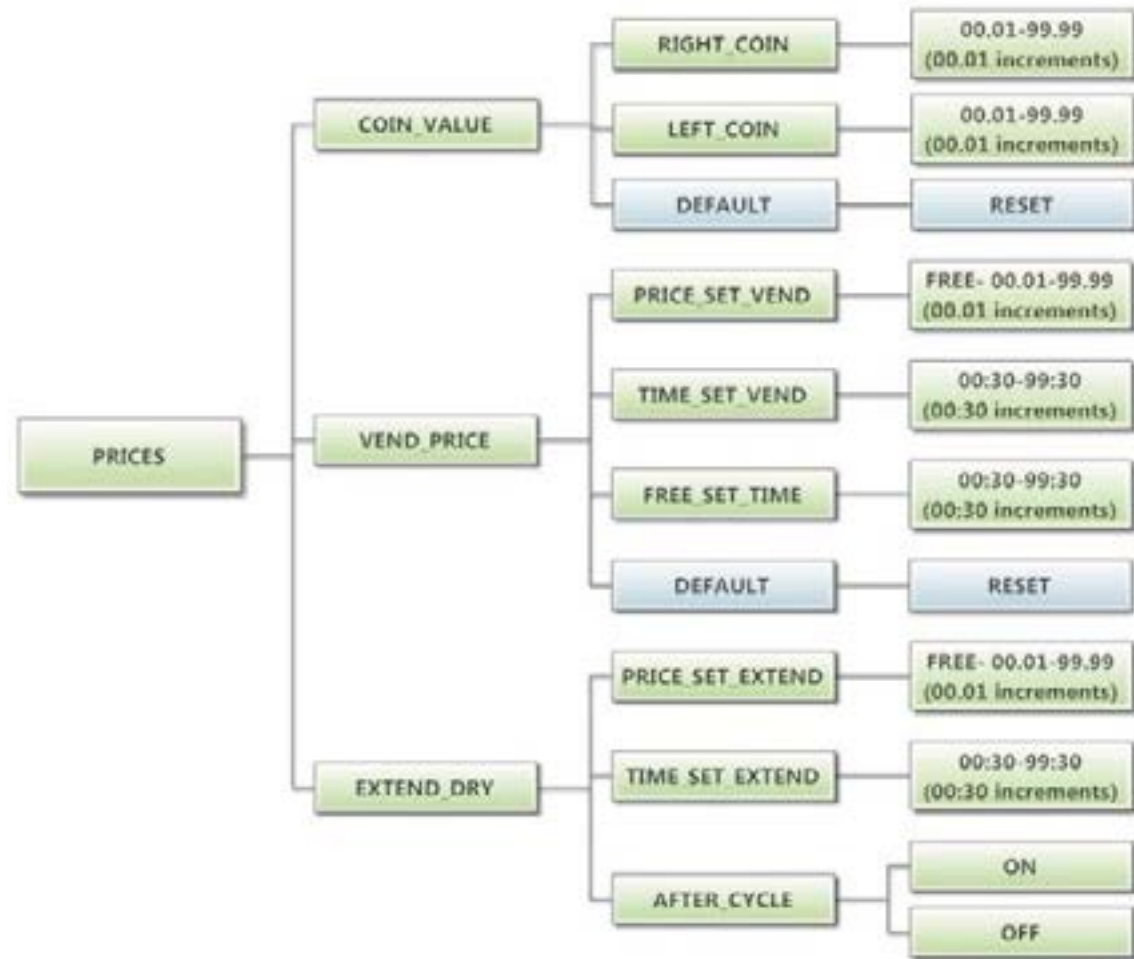 PRICES
COIN_VALUE
RIGHT_COIN
00.01-99.99
(00.01 increments)
LEFT_COIN
00.01-99.99
(00.01 increments)
DEFAULT
RESET
VEND_PRICE
PRICE_SET_VEND
FREE- 00.01-99.99
(00.01 increments)
TIME_SET_VEND
00:30-99:30
(00:30 increments)
FREE_SET_TIME
00:30-99:30
(00:30 increments)
DEFAULT
RESET
EXTEND_DRY
PRICE_SET_EXTEND
FREE- 00.01-99.99
(00.01 increments)
TIME_SET_EXTEND
00:30-99:30
(00:30 increments)
AFTER_CYCLE
ON
OFF